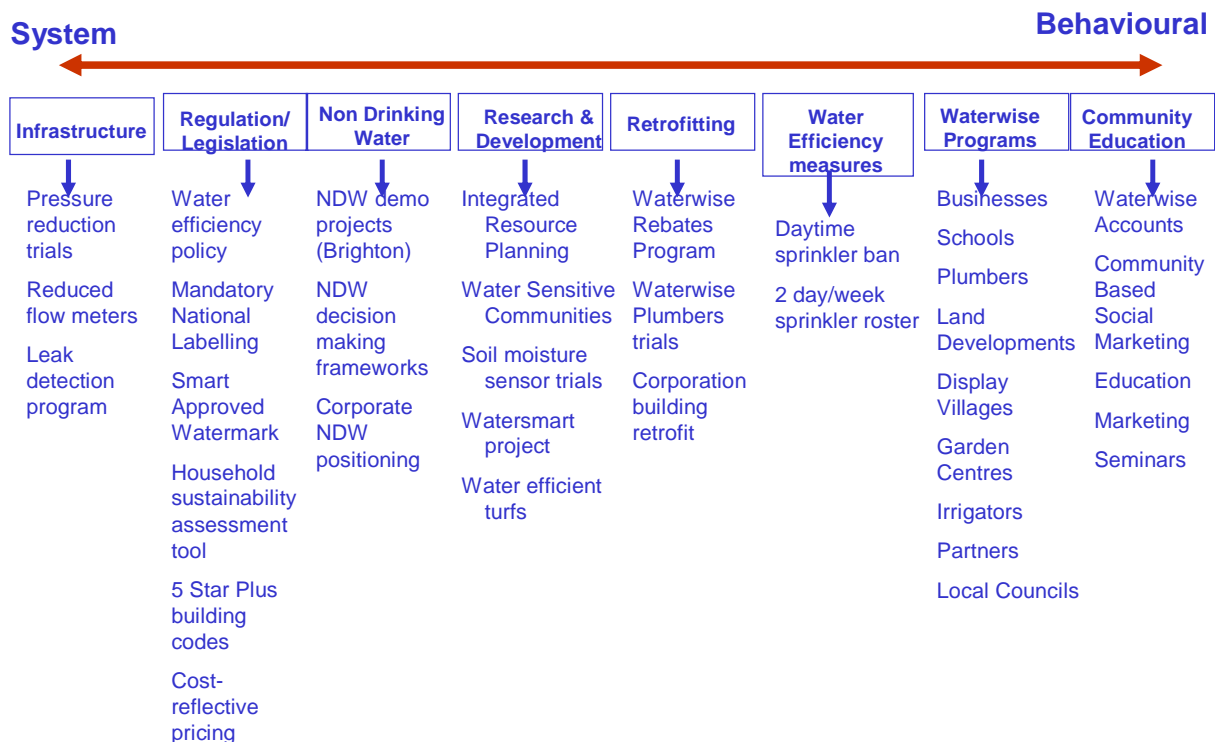 System
Behavioural
Infrastructure
Regulation/
Legislation
Non Drinking
Water
Research &
Development
Retrofitting
Water
Efficiency
measures
Waterwise
Programs
Community
Education
Pressure
reduction
trials
Reduced
flow meters
Leak
detection
program
Water
efficiency
policy
Mandatory
National
Labelling
Smart
Approved
Watermark
Household
sustainability
assessment
tool
5 Star Plus
building
codes
Cost-
reflective
pricing
NDW demo
projects
(Brighton)
NDW
decision
making
frameworks
Corporate
NDW
positioning
Integrated
Resource
Planning
Water Sensitive
Communities
Soil moisture
sensor trials
Watersmart
project
Water efficient
turfs
Waterwise
Rebates
Program
Waterwise
Plumbers
trials
Corporation
building
retrofit
Daytime
sprinkler ban
2 day/week
sprinkler roster
Businesses
Schools
Plumbers
Land
Developments
Display
Villages
Garden
Centres
Irrigators
Partners
Local Councils
Waterwise
Accounts
Community
Based
Social
Marketing
Education
Marketing
Seminars